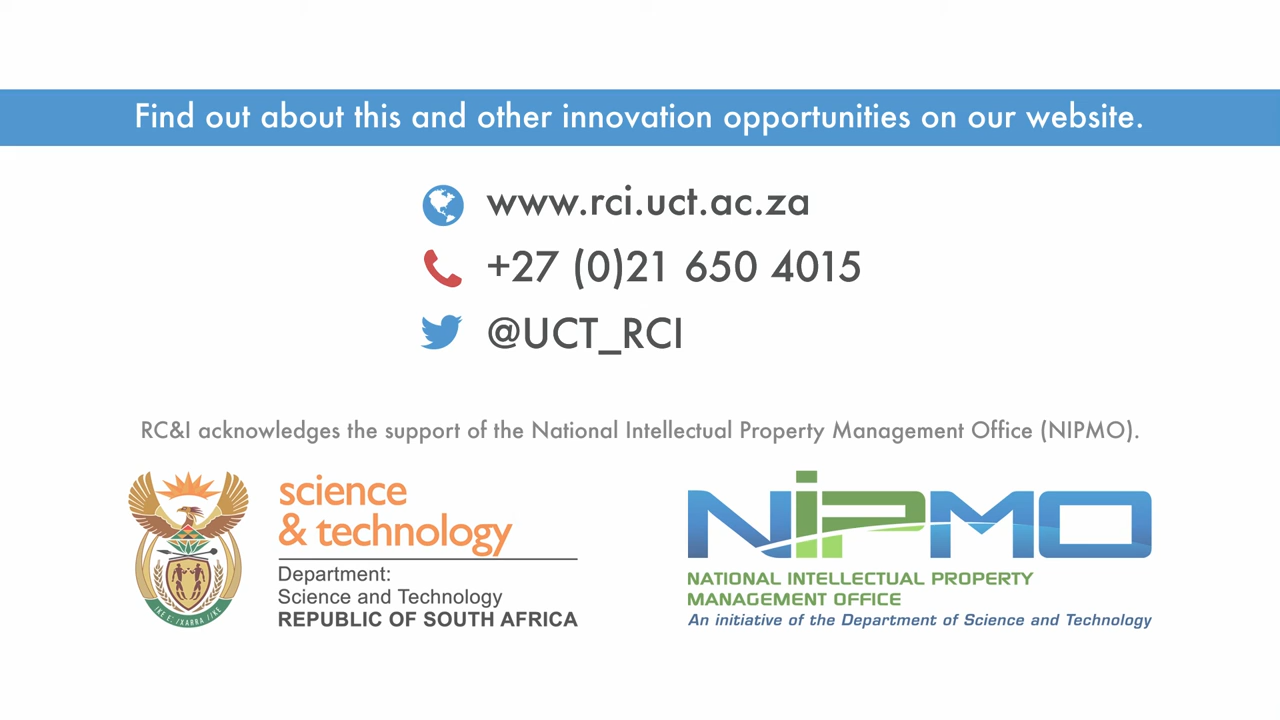 Find out about this and other innovation opportunities on our website.
www.rci.uct.ac.za
+27 (0)21 650 4015
@UCT_RCI
RC&I acknowledges the support of the National Intellectual Property Management Office (NIPMO).
science
& technology
Department:
Science and Technology
REPUBLIC OF SOUTH AFRICA
!KE E: /XARRA //KE
NiPMO
NATIONAL INTELLECTUAL PROPERTY
MANAGEMENT OFFICE
An initiative of the Department of Science and Technology